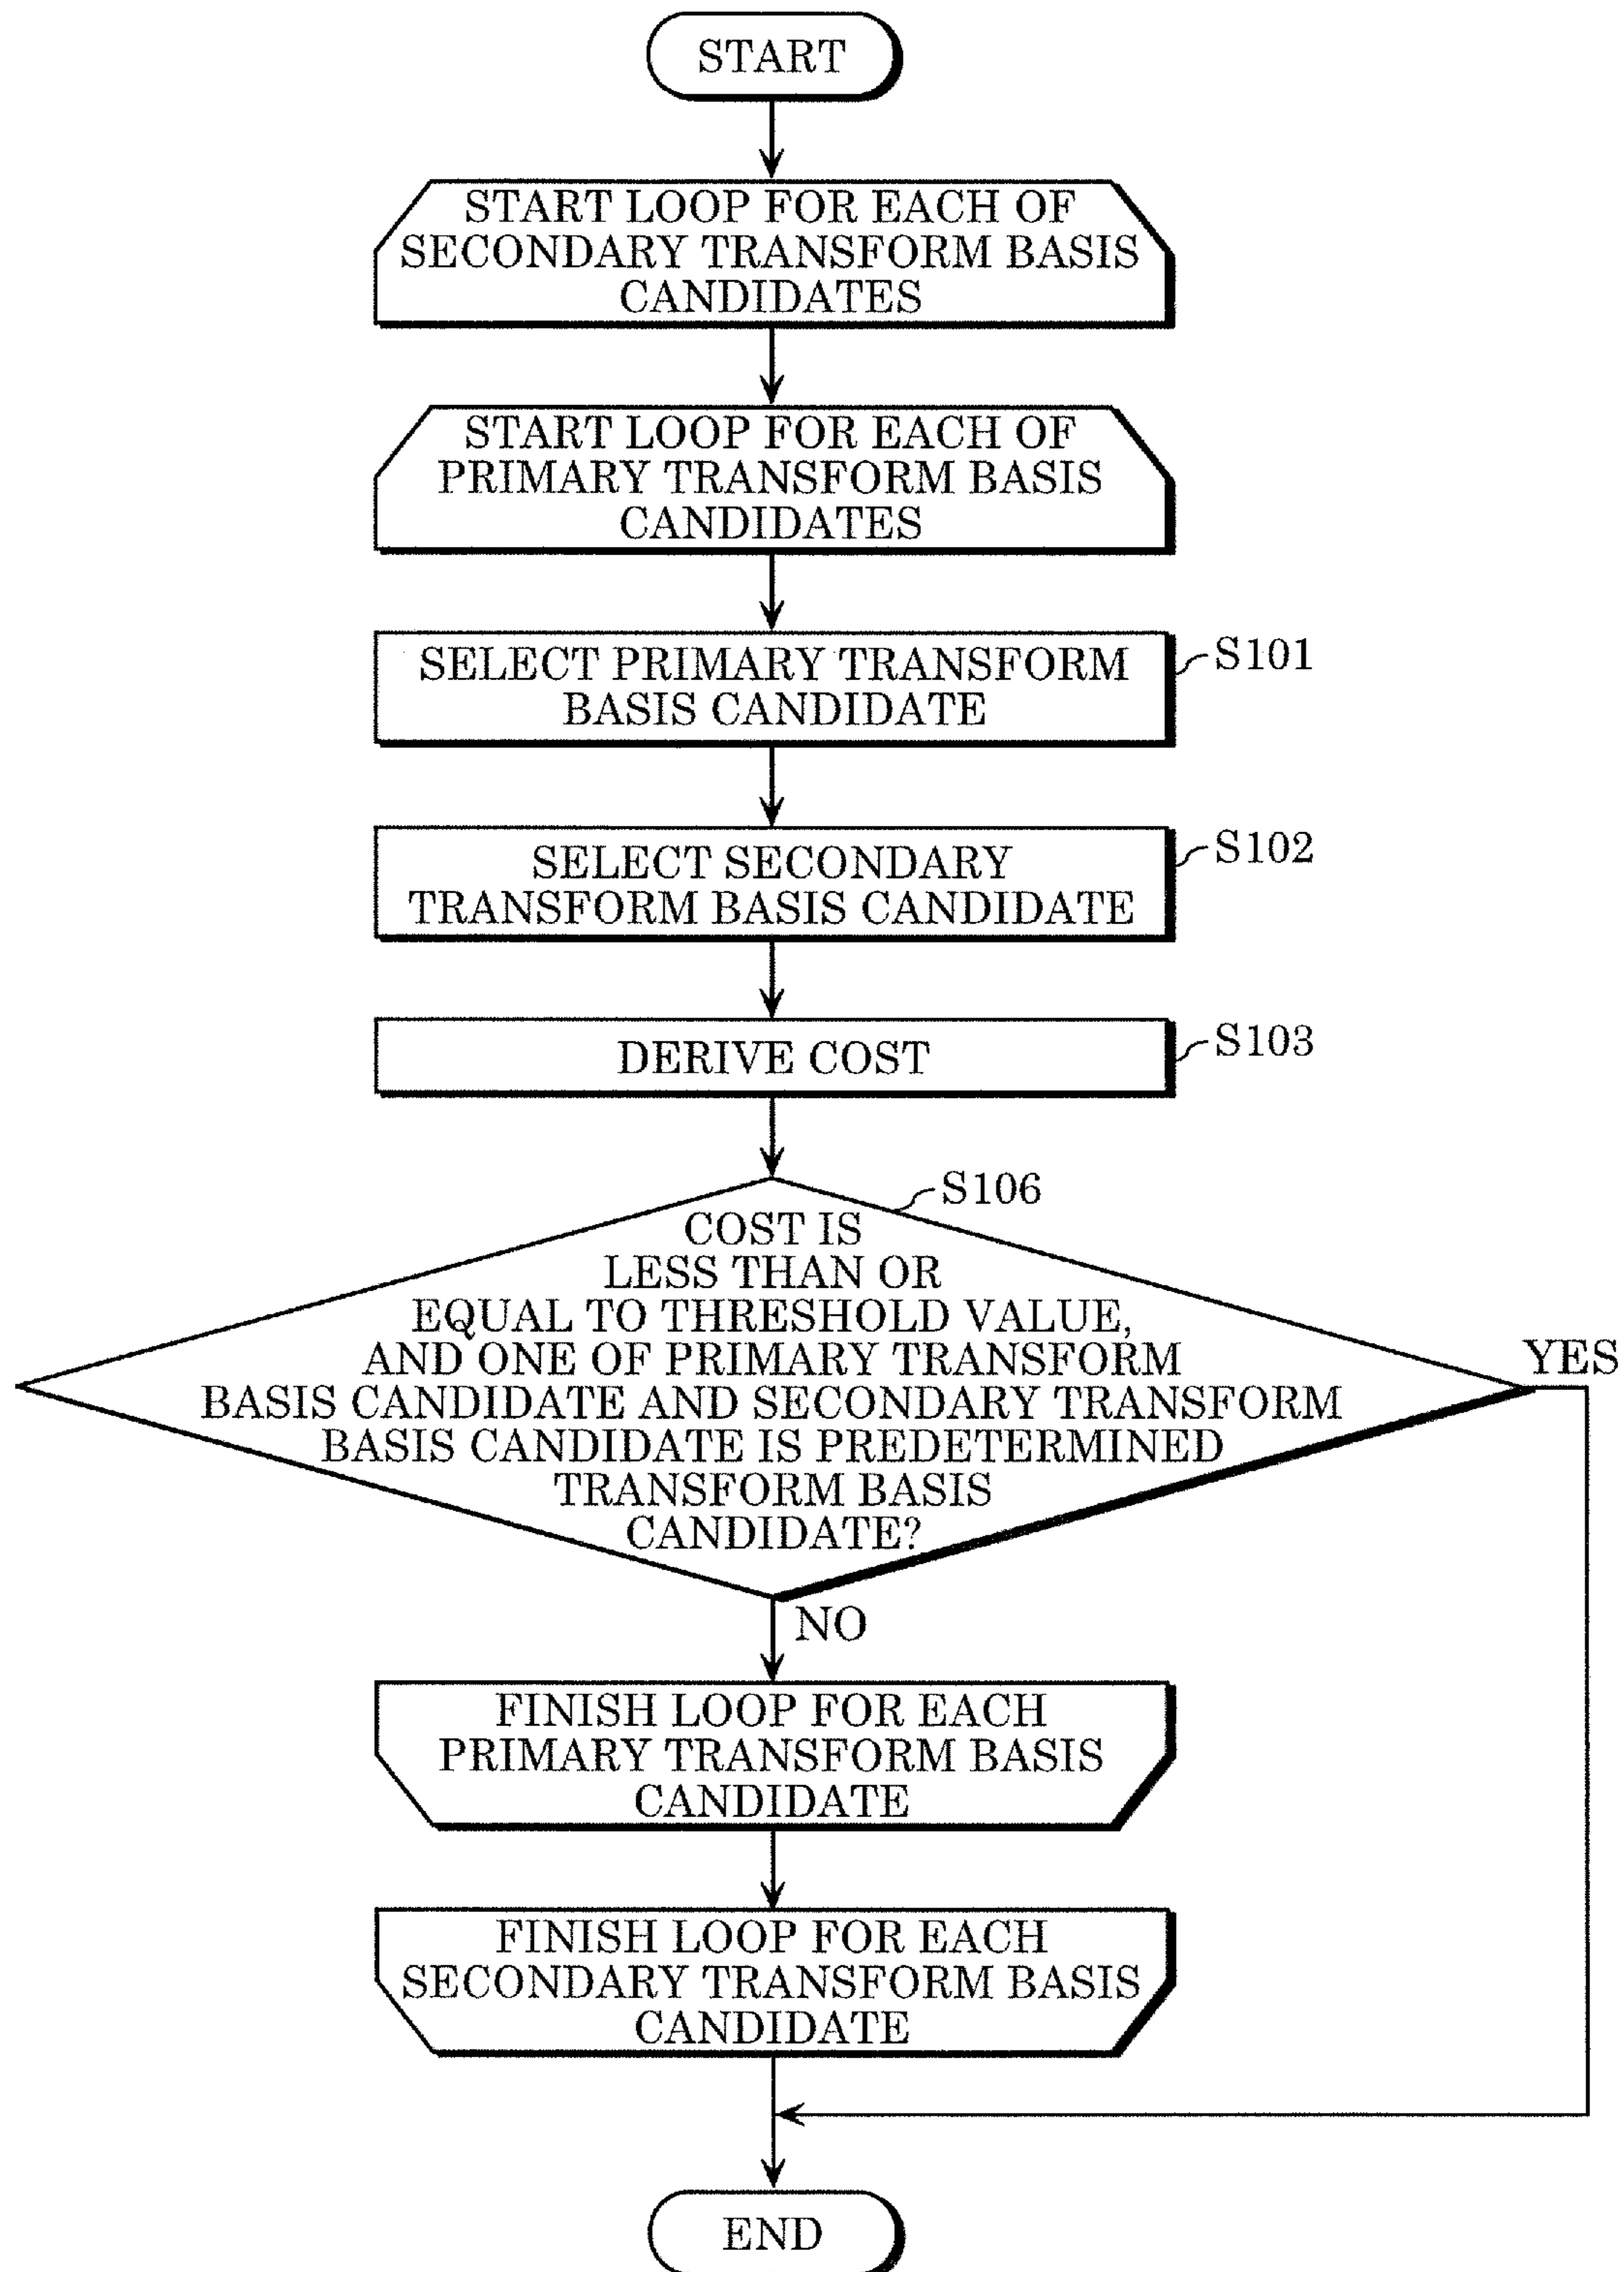 START
START LOOP FOR EACH OF
SECONDARY TRANSFORM BASIS
CANDIDATES
START LOOP FOR EACH OF
PRIMARY TRANSFORM BASIS
CANDIDATES
SELECT PRIMARY TRANSFORM
BASIS CANDIDATE
S101
SELECT SECONDARY
TRANSFORM BASIS CANDIDATE
S102
DERIVE COST
S103
S106
COST IS
LESS THAN OR
EQUAL TO THRESHOLD VALUE,
AND ONE OF PRIMARY TRANSFORM
BASIS CANDIDATE AND SECONDARY TRANSFORM
BASIS CANDIDATE IS PREDETERMINED
TRANSFORM BASIS
CANDIDATE?
YES
NO
FINISH LOOP FOR EACH
PRIMARY TRANSFORM BASIS
CANDIDATE
FINISH LOOP FOR EACH
SECONDARY TRANSFORM BASIS
CANDIDATE
END